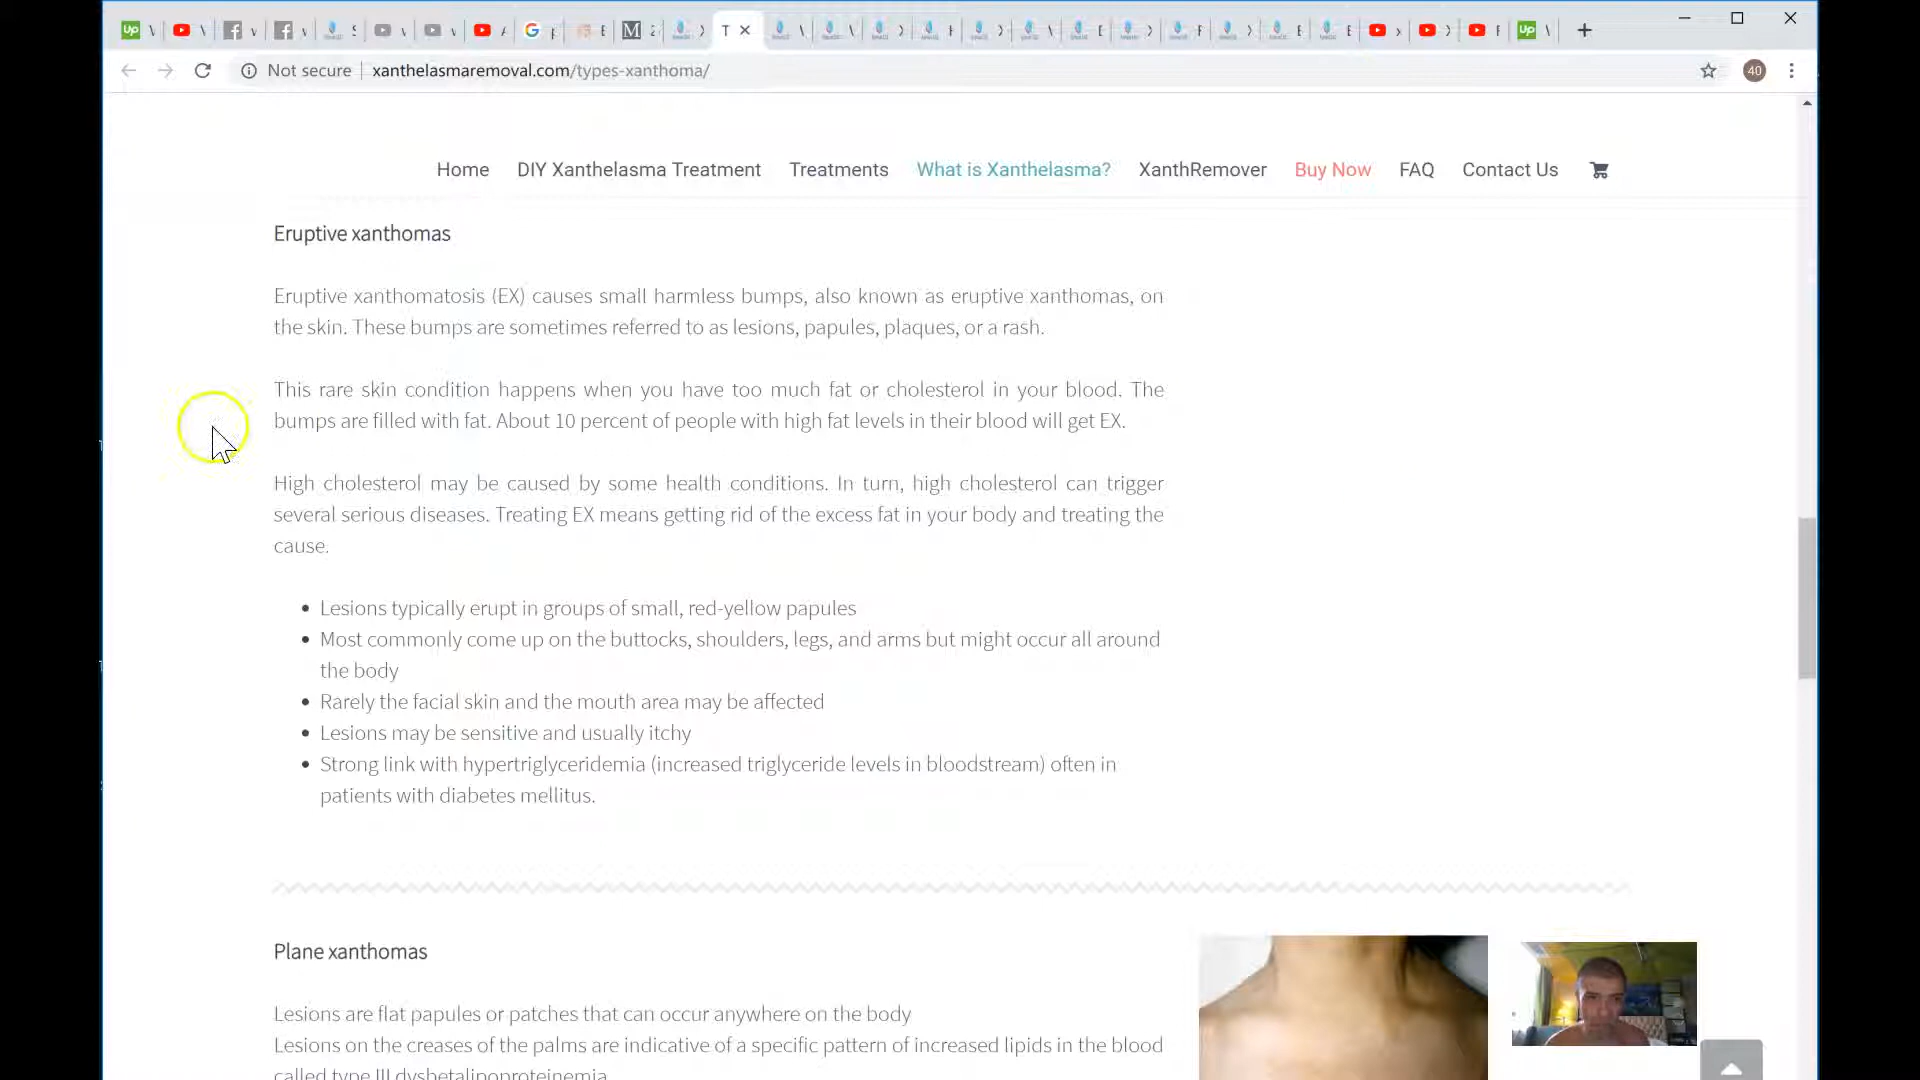 Not secure xanthelasmaremoval.com/types-xanthoma/
40
Home DIY Xanthelasma Treatment Treatments What is Xanthelasma? XanthRemover Buy Now FAQ Contact Us
Eruptive xanthomas
Eruptive xanthomatosis (EX) causes small harmless bumps, also known as eruptive xanthomas, on
the skin. These bumps are sometimes referred to as lesions, papules, plaques, or a rash.
This rare skin condition happens when you have too much fat or cholesterol in your blood. The
bumps are filled with fat. About 10 percent of people with high fat levels in their blood will get EX.
High cholesterol may be caused by some health conditions. In turn, high cholesterol can trigger
several serious diseases. Treating EX means getting rid of the excess fat in your body and treating the
cause.
• Lesions typically erupt in groups of small, red-yellow papules
• Most commonly come up on the buttocks, shoulders, legs, and arms but might occur all around
the body
• Rarely the facial skin and the mouth area may be affected
• Lesions may be sensitive and usually itchy
• Strong link with hypertriglyceridemia (increased triglyceride levels in bloodstream) often in
patients with diabetes mellitus.
Plane xanthomas
Lesions are flat papules or patches that can occur anywhere on the body
Lesions on the creases of the palms are indicative of a specific pattern of increased lipids in the blood
called type III dysbetalipoproteinemia